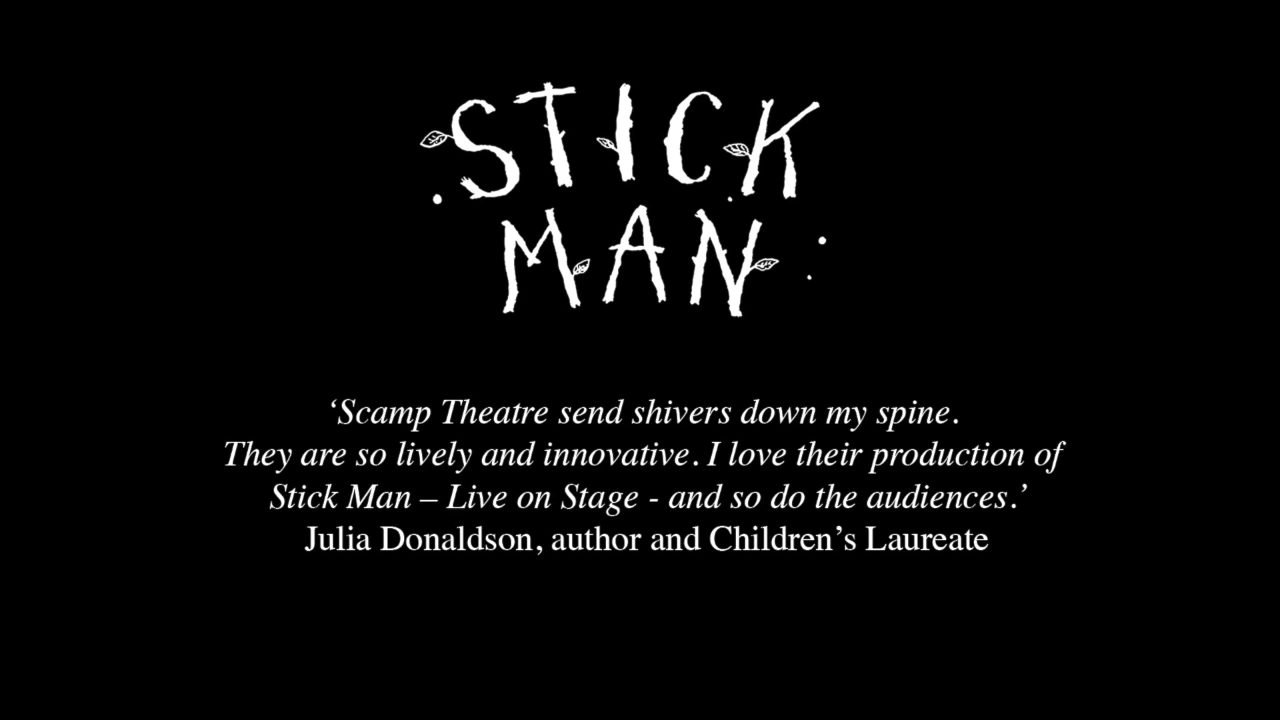 STICK
MAN
‘Scamp Theatre send shivers down my spine.
They are so lively and innovative. I love their production of
Stick Man – Live on Stage - and so do the audiences.’
Julia Donaldson, author and Children’s Laureate